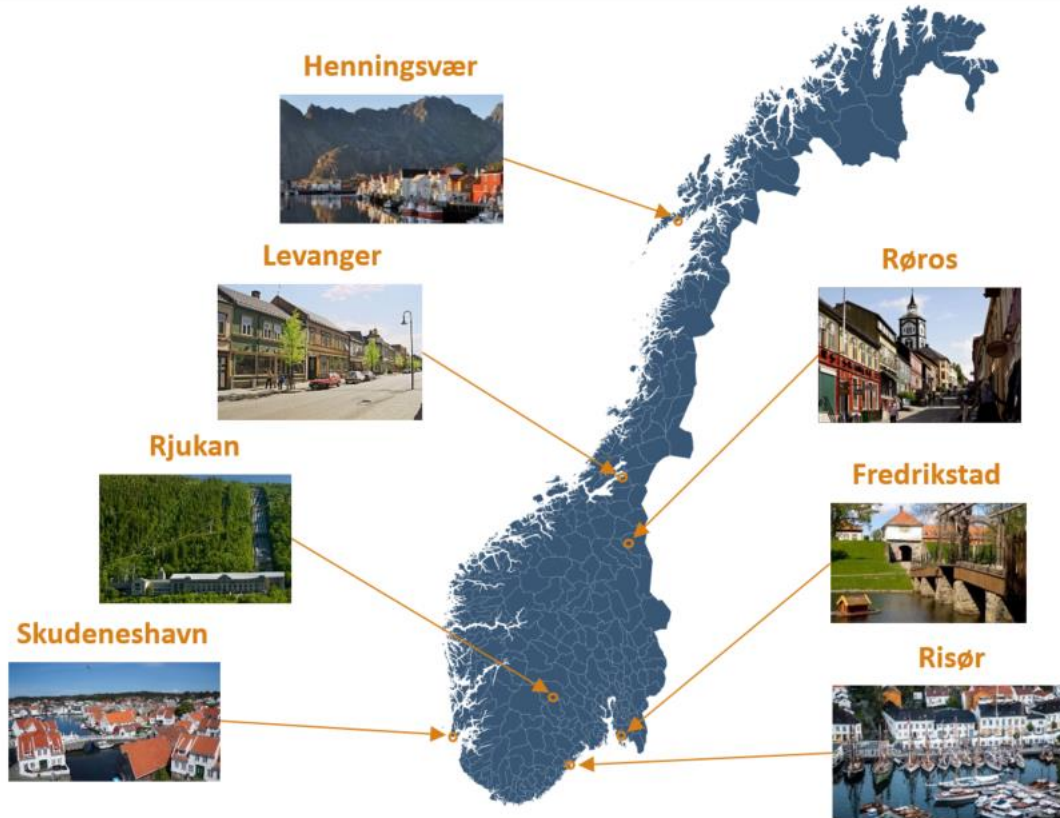 Henningsvær
Levanger
Røros
Rjukan
Fredrikstad
Skudeneshavn
Risør